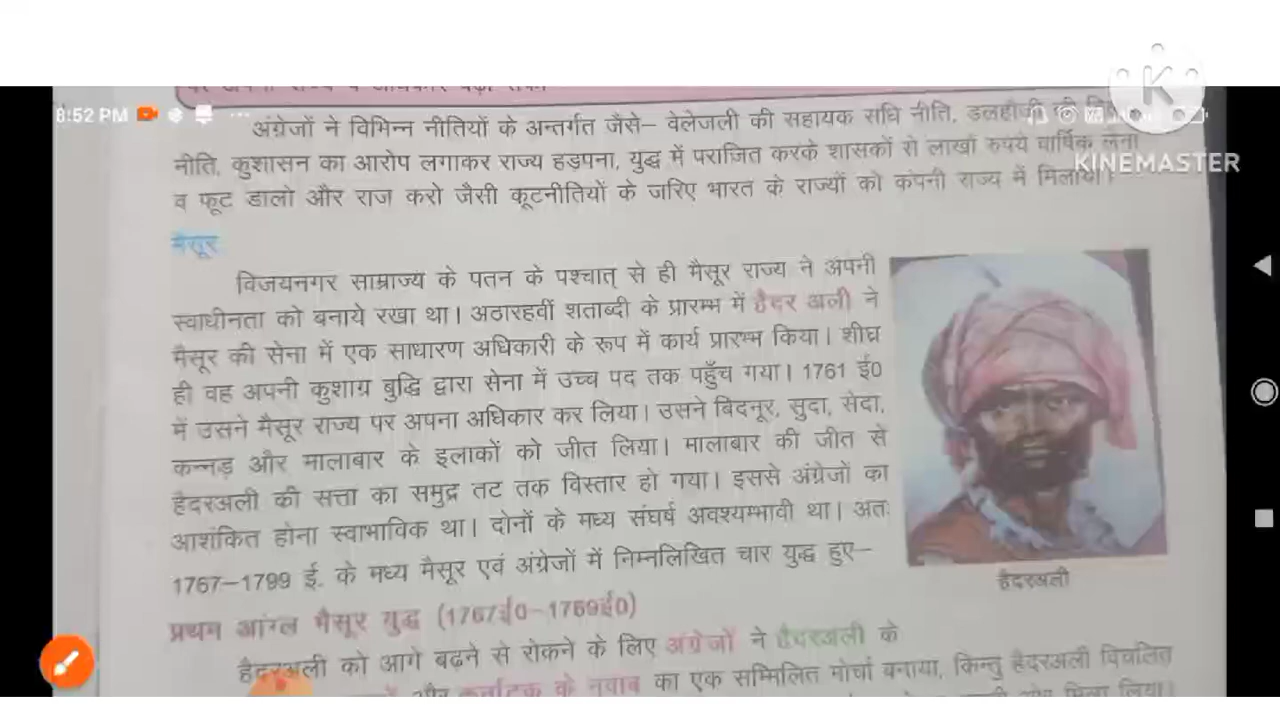 8:52 PM
KINEMASTER
अंग्रेजों ने विभिन्न नीतियों के अन्तर्गत जैसे– वेलेजली की सहायक संधि नीति, डलहौजी की
नीति, कुशासन का आरोप लगाकर राज्य हड़पना, युद्ध में पराजित करके शासकों से लाखों रुपये वार्षिक लेना
व फूट डालो और राज करो जैसी कूटनीतियों के जरिए भारत के राज्यों को कंपनी राज्य में मिलाया।
मैसूर
विजयनगर साम्राज्य के पतन के पश्चात् से ही मैसूर राज्य ने अपनी
स्वाधीनता को बनाये रखा था। अठारहवीं शताब्दी के प्रारम्भ में हैदर अली ने
मैसूर की सेना में एक साधारण अधिकारी के रूप में कार्य प्रारम्भ किया। शीघ्र
ही वह अपनी कुशाग्र बुद्धि द्वारा सेना में उच्च पद तक पहुँच गया। 1761 ई0
में उसने मैसूर राज्य पर अपना अधिकार कर लिया। उसने बिदनूर, सुदा, सेदा,
कन्नड़ और मालाबार के इलाकों को जीत लिया। मालाबार की जीत से
हैदरअली की सत्ता का समुद्र तट तक विस्तार हो गया। इससे अंग्रेजों का
आशंकित होना स्वाभाविक था। दोनों के मध्य संघर्ष अवश्यम्भावी था। अतः
1767–1799 ई. के मध्य मैसूर एवं अंग्रेजों में निम्नलिखित चार युद्ध हुए–
हैदरअली
प्रथम आंग्ल मैसूर युद्ध (1767ई0–1769ई0)
हैदरअली को आगे बढ़ने से रोकने के लिए अंग्रेजों ने हैदरअली के
और कर्नाटक के नवाब का एक सम्मिलित मोर्चा बनाया, किन्तु हैदरअली विचलित